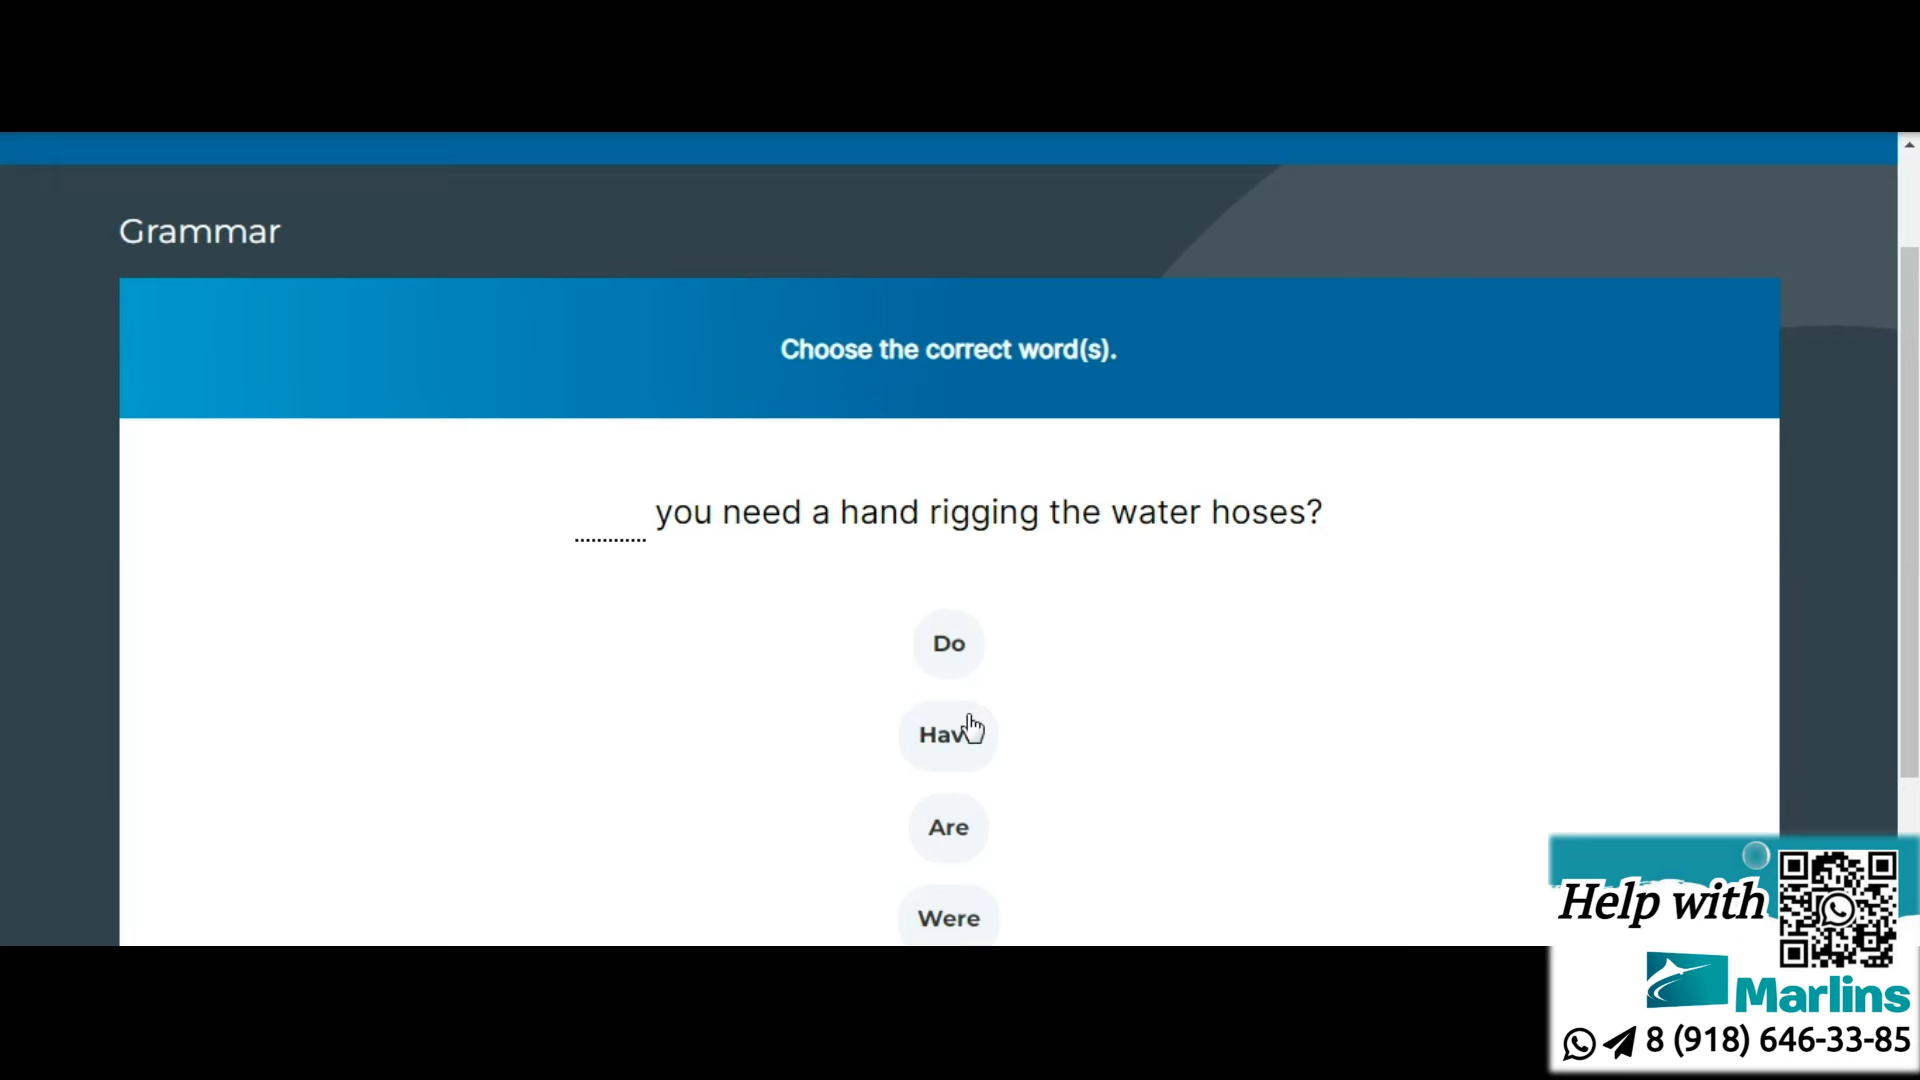 Grammar
Choose the correct word(s).
............. you need a hand rigging the water hoses?
Do
Hav
Are
Were
Help with
Marlins
8 (918) 646-33-85